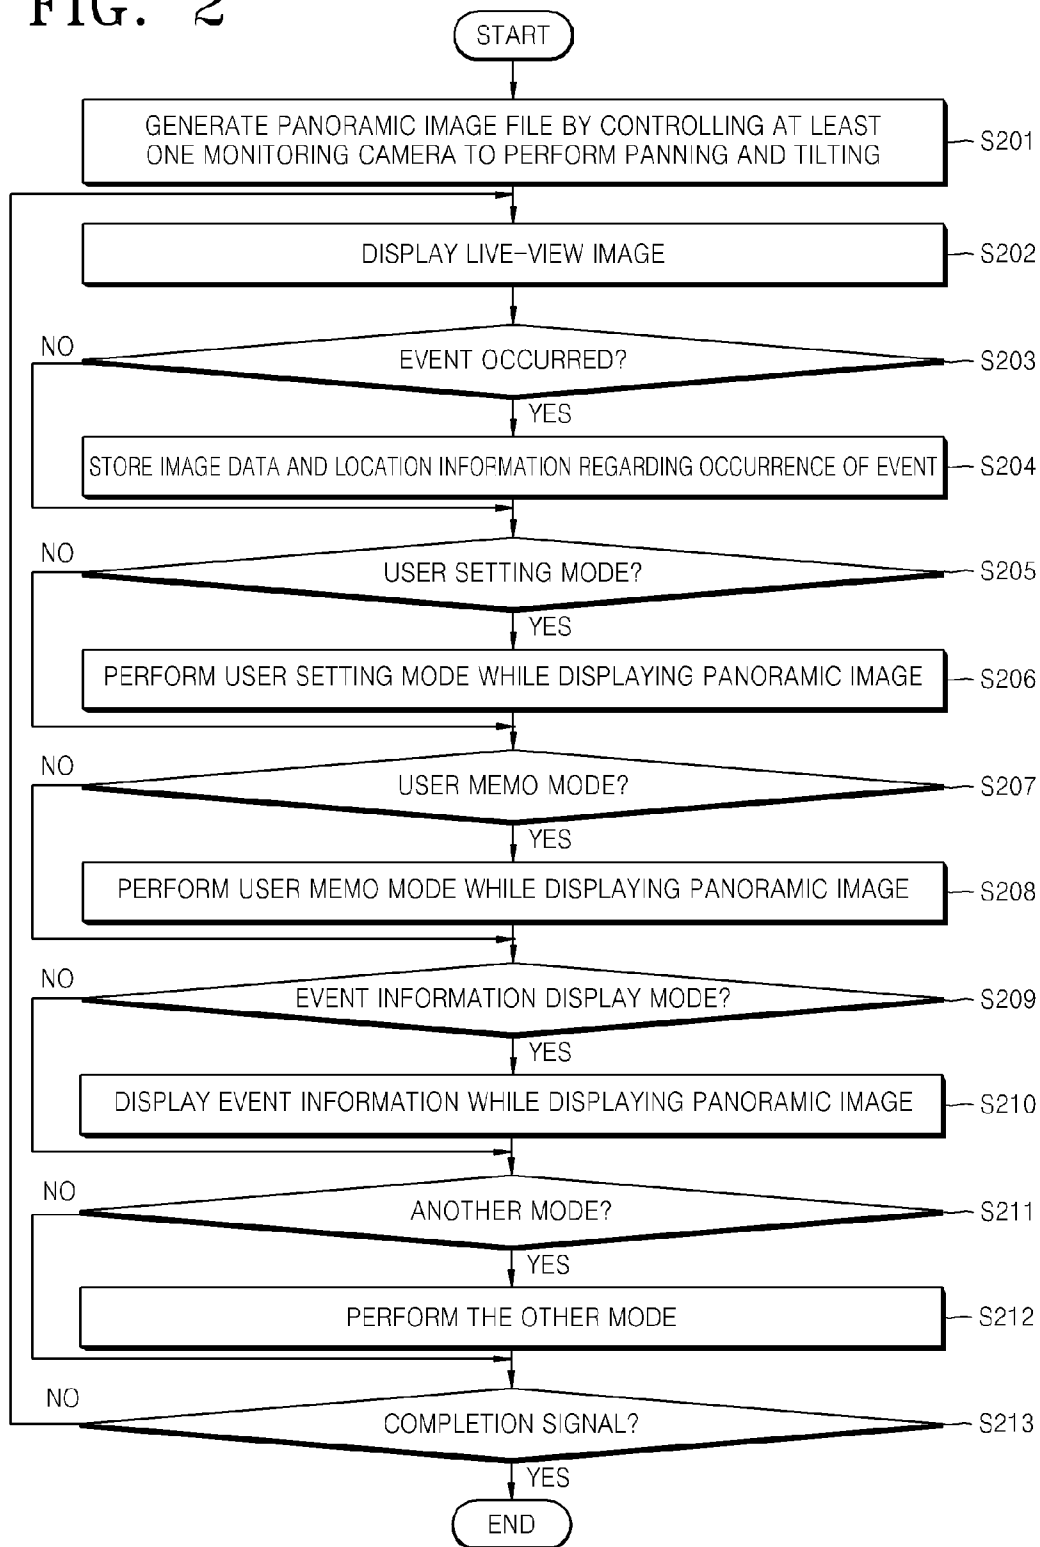 FIG. 2
START
GENERATE PANORAMIC IMAGE FILE BY CONTROLLING AT LEAST
ONE MONITORING CAMERA TO PERFORM PANNING AND TILTING
S201
DISPLAY LIVE-VIEW IMAGE
S202
NO
EVENT OCCURRED?
S203
YES
STORE IMAGE DATA AND LOCATION INFORMATION REGARDING OCCURRENCE OF EVENT
S204
NO
USER SETTING MODE?
S205
YES
PERFORM USER SETTING MODE WHILE DISPLAYING PANORAMIC IMAGE
S206
NO
USER MEMO MODE?
S207
YES
PERFORM USER MEMO MODE WHILE DISPLAYING PANORAMIC IMAGE
S208
NO
EVENT INFORMATION DISPLAY MODE?
S209
YES
DISPLAY EVENT INFORMATION WHILE DISPLAYING PANORAMIC IMAGE
S210
NO
ANOTHER MODE?
S211
YES
PERFORM THE OTHER MODE
S212
NO
COMPLETION SIGNAL?
S213
YES
END